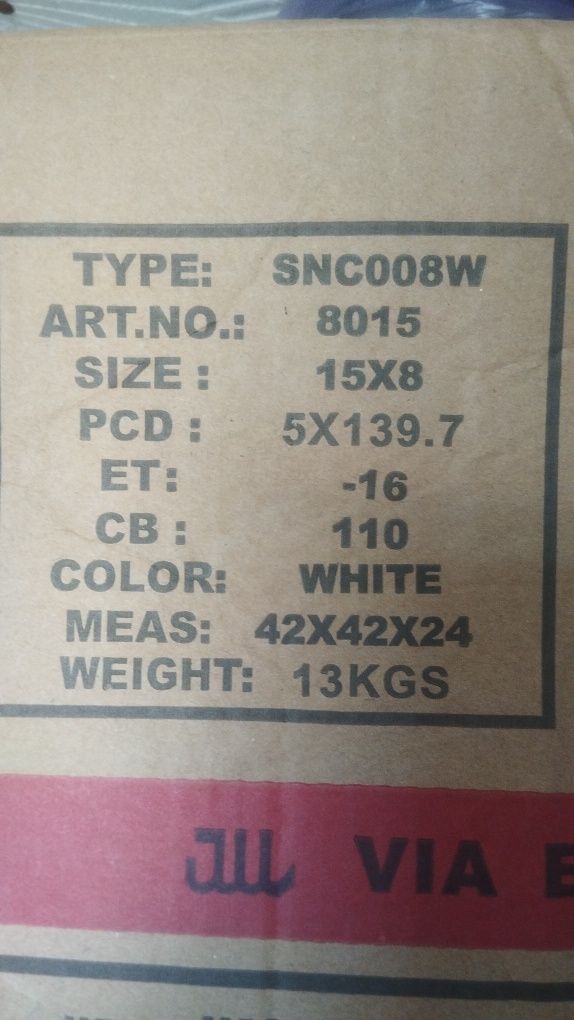 TYPE: SNC008W
ART.NO.: 8015
SIZE : 15X8
PCD : 5X139.7
ET: -16
CB : 110
COLOR: WHITE
MEAS: 42X42X24
WEIGHT: 13KGS
VIA